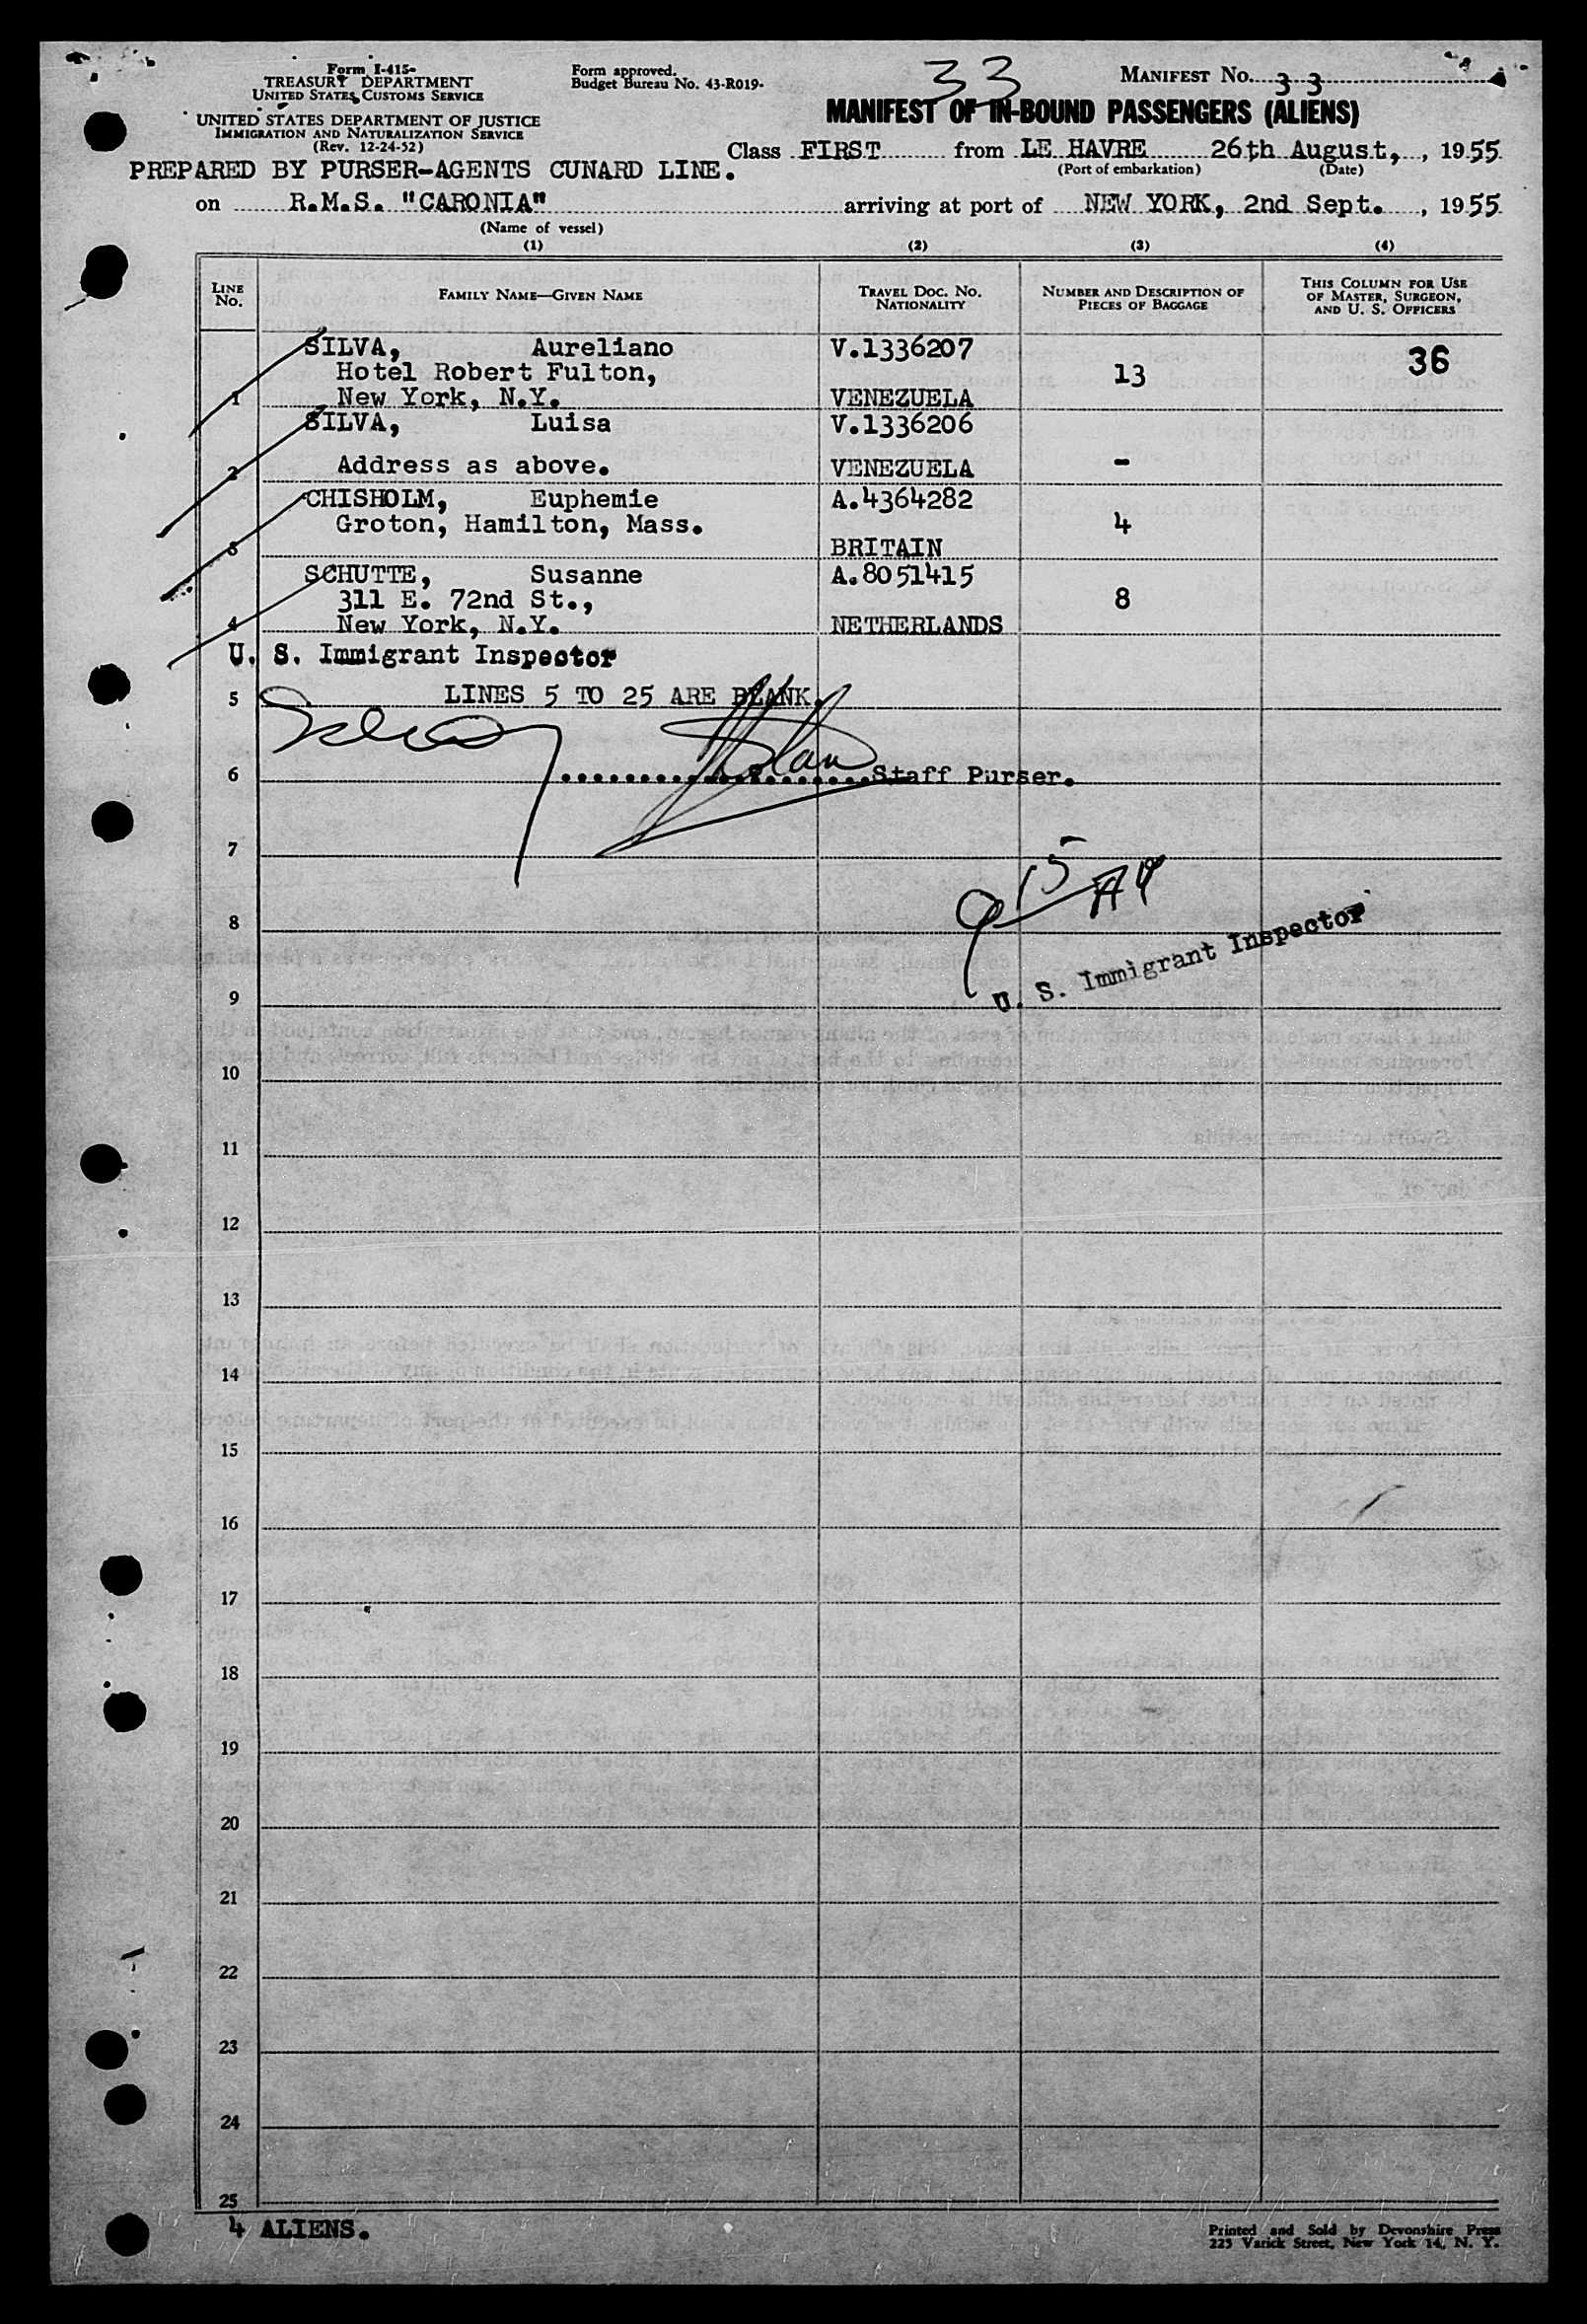 Form I-415
TREASURY DEPARTMENT
UNITED STATES CUSTOMS SERVICE
UNITED STATES DEPARTMENT OF JUSTICE
IMMIGRATION AND NATURALIZATION SERVICE
(Rev. 12-24-52)
Form approved.
Budget Bureau No. 43-R019-
33
MANIFEST NO. 33
MANIFEST OF IN-BOUND PASSENGERS (ALIENS)
Class FIRST from LE HAVRE 26th August, , 1955
(Port of embarkation) (Date)
PREPARED BY PURSER-AGENTS CUNARD LINE.
on R.M.S. "CARONIA" arriving at port of NEW YORK, 2nd Sept. , 1955
(Name of vessel)
(1) (2) (3) (4)
LINE NO. FAMILY NAME—GIVEN NAME TRAVEL DOC. NO. NATIONALITY NUMBER AND DESCRIPTION OF PIECES OF BAGGAGE THIS COLUMN FOR USE OF MASTER, SURGEON, AND U. S. OFFICERS
SILVA, Aureliano V.1336207 36
Hotel Robert Fulton, 13
1 New York, N.Y. VENEZUELA
SILVA, Luisa V.1336206
2 Address as above. VENEZUELA -
CHISHOLM, Euphemie A.4364282
Groton, Hamilton, Mass. 4
3 BRITAIN
SCHUTTE, Susanne A.8051415
311 E. 72nd St., 8
4 New York, N.Y. NETHERLANDS
U. S. Immigrant Inspector
5 LINES 5 TO 25 ARE BLANK.
6 Staff Purser.
7
9 15 
8
U. S. Immigrant Inspector
9
10
11
12
13
14
15
16
17
18
19
20
21
22
23
24
25
4 ALIENS.
Printed and Sold by Devonshire Press
225 Varick Street, New York 14, N. Y.